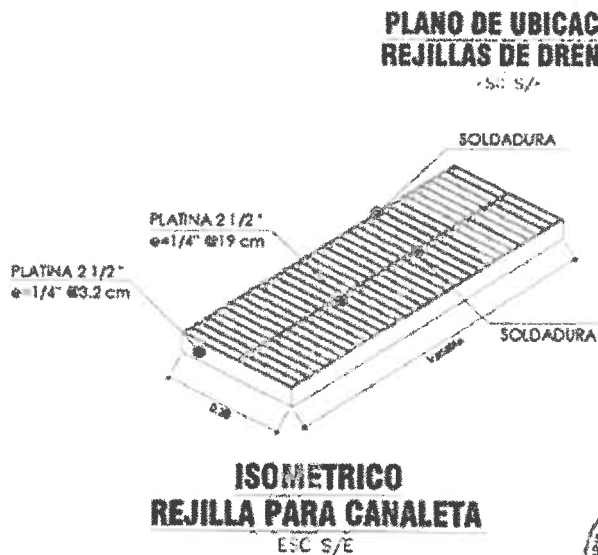 PLANO DE UBICAC
REJILLAS DE DREN
SOLDADURA
PLATINA 2 1/2"
e=1/4" @19 cm
PLATINA 2 1/2"
e=1/4" @3.2 cm
SOLDADURA
ISOMETRICO
REJILLA PARA CANALETA
ESC S/E